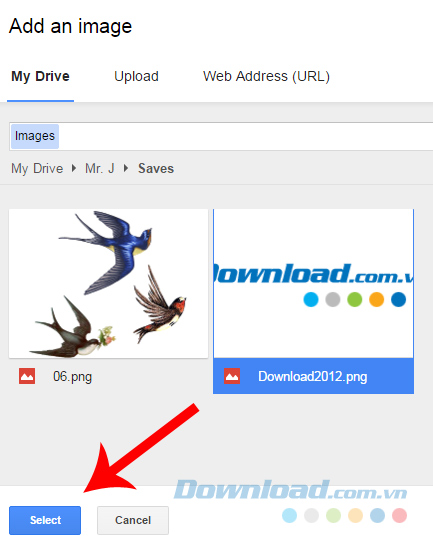 Add an image
My Drive Upload Web Address (URL)
Images
My Drive Mr. J Saves
Download.com.v
06.png Download2012.png
Download.com.vn
Select Cancel